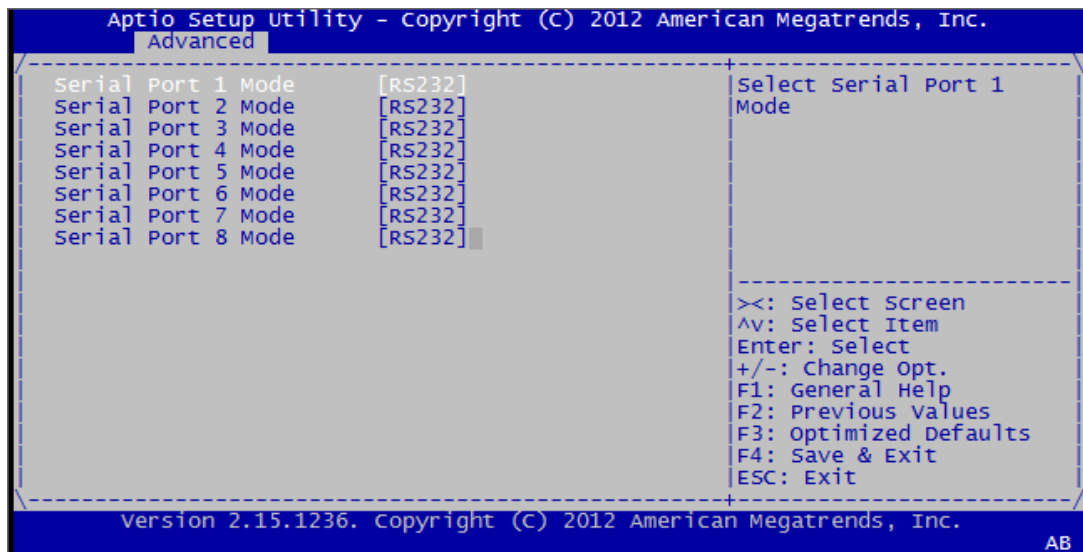 Aptio Setup Utility - Copyright (C) 2012 American Megatrends, Inc.
Advanced
Serial Port 1 Mode [RS232]
Serial Port 2 Mode [RS232]
Serial Port 3 Mode [RS232]
Serial Port 4 Mode [RS232]
Serial Port 5 Mode [RS232]
Serial Port 6 Mode [RS232]
Serial Port 7 Mode [RS232]
Serial Port 8 Mode [RS232]
Select Serial Port 1
Mode
><: Select Screen
^v: Select Item
Enter: Select
+/-: Change Opt.
F1: General Help
F2: Previous Values
F3: Optimized Defaults
F4: Save & Exit
ESC: Exit
Version 2.15.1236. Copyright (C) 2012 American Megatrends, Inc.
AB